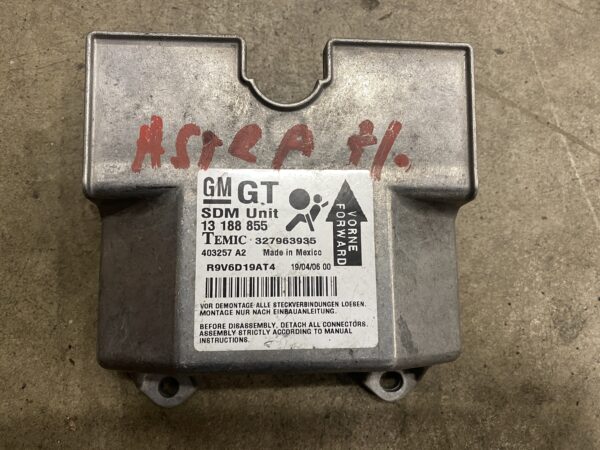 ASTRA
GM GT
SDM Unit
13 188 855
TEMIC 327963935
403257 A2 Made in Mexico
R9V6D19AT4 19/04/06 00
VORNE
FORWARD
VOR DEMONTAGE ALLE STECKVERBINDUNGEN LOESEN.
MONTAGE NUR NACH EINBAUANLEITUNG.
BEFORE DISASSEMBLY, DETACH ALL CONNECTORS.
ASSEMBLY STRICTLY ACCORDING TO MANUAL
INSTRUCTIONS.